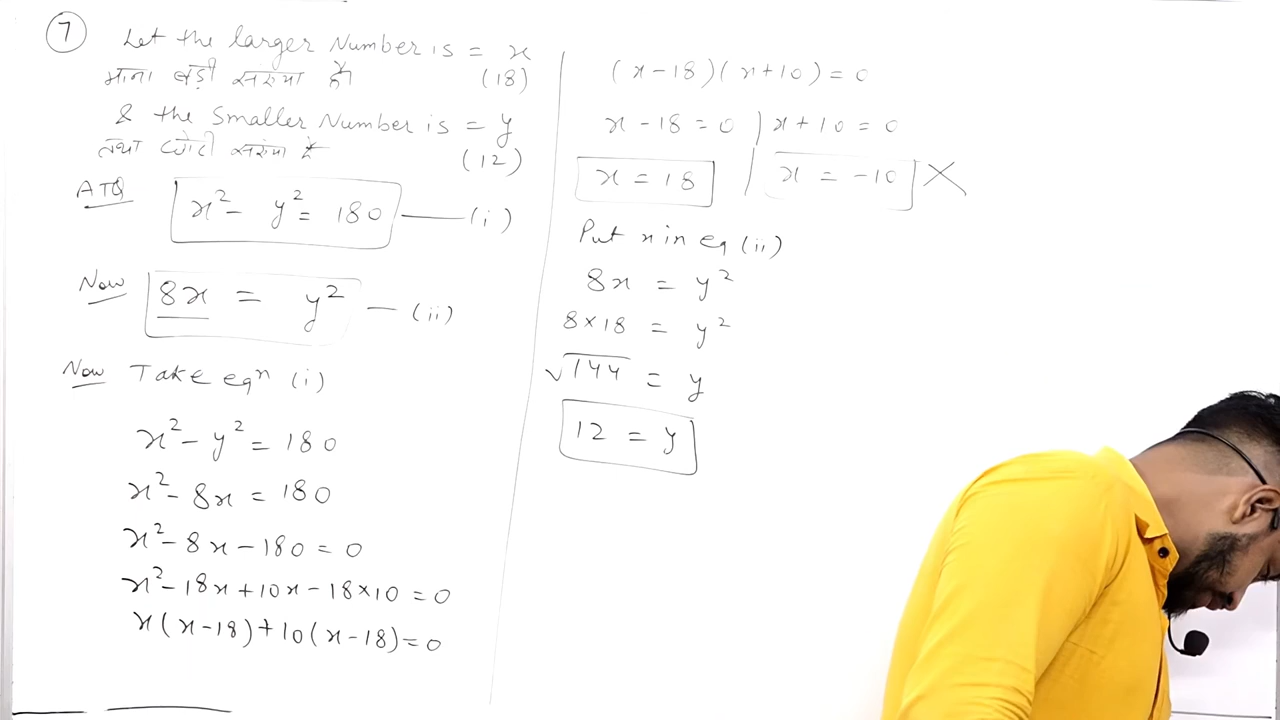 7 Let the larger Number is = x
माना बड़ी संख्या है। (18)
& the smaller Number is = y
तथा छोटी संख्या है (12)
ATQ x² - y² = 180 —— (i)
Now 8x = y² — (ii)
Now Take eqⁿ (i)
x² - y² = 180
x² - 8x = 180
x² - 8x - 180 = 0
x² - 18x + 10x - 18×10 = 0
x(x-18) + 10(x-18) = 0
(x-18)(x+10) = 0
x - 18 = 0 | x + 10 = 0
x = 18 | x = -10 ×
Put x in eq (ii)
8x = y²
8×18 = y²
√144 = y
12 = y